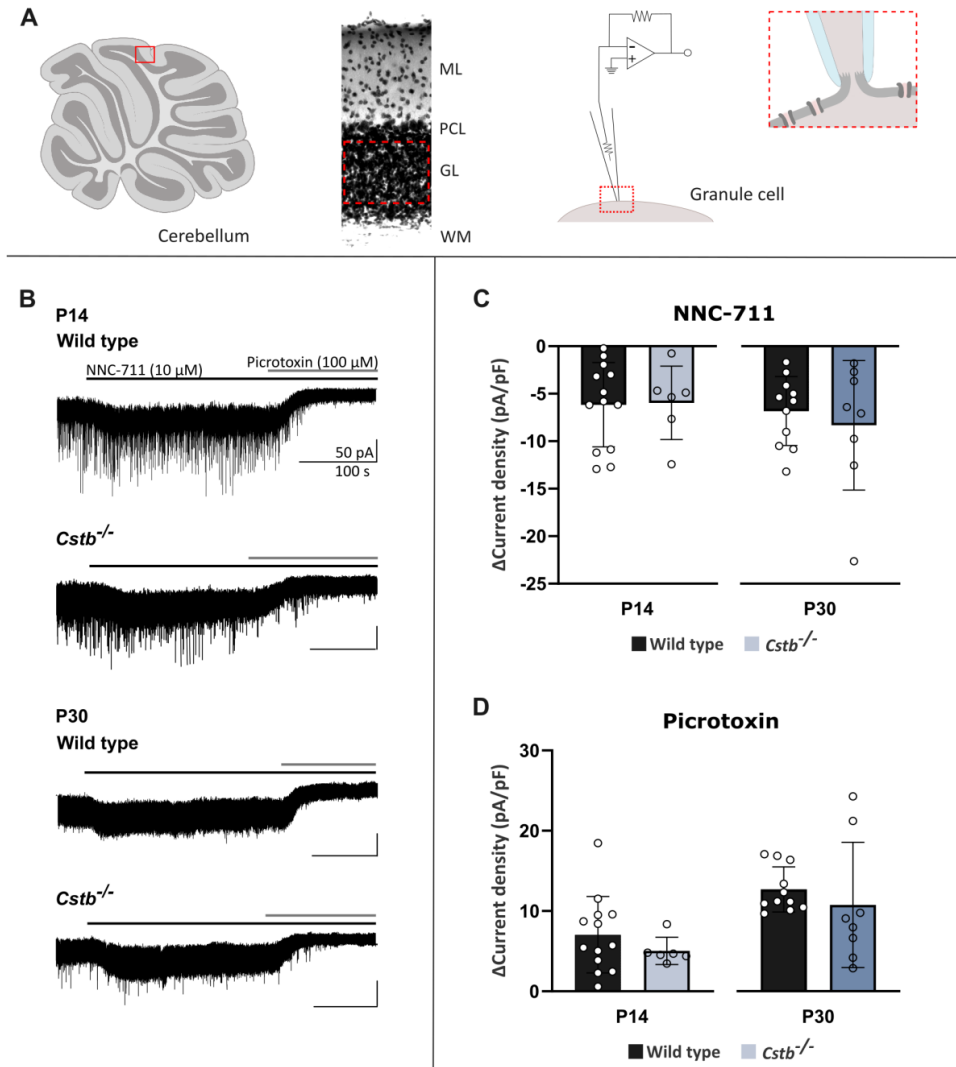 A
Cerebellum
ML
PCL
GL
WM
Granule cell
B
P14
Wild type
NNC-711 (10 µM)
Picrotoxin (100 µM)
50 pA
100 s
Cstb-/-
P30
Wild type
Cstb-/-
C
NNC-711
ΔCurrent density (pA/pF)
0
-5
-10
-15
-20
-25
P14
P30
Wild type
Cstb-/-
D
Picrotoxin
ΔCurrent density (pA/pF)
30
20
10
0
P14
P30
Wild type
Cstb-/-